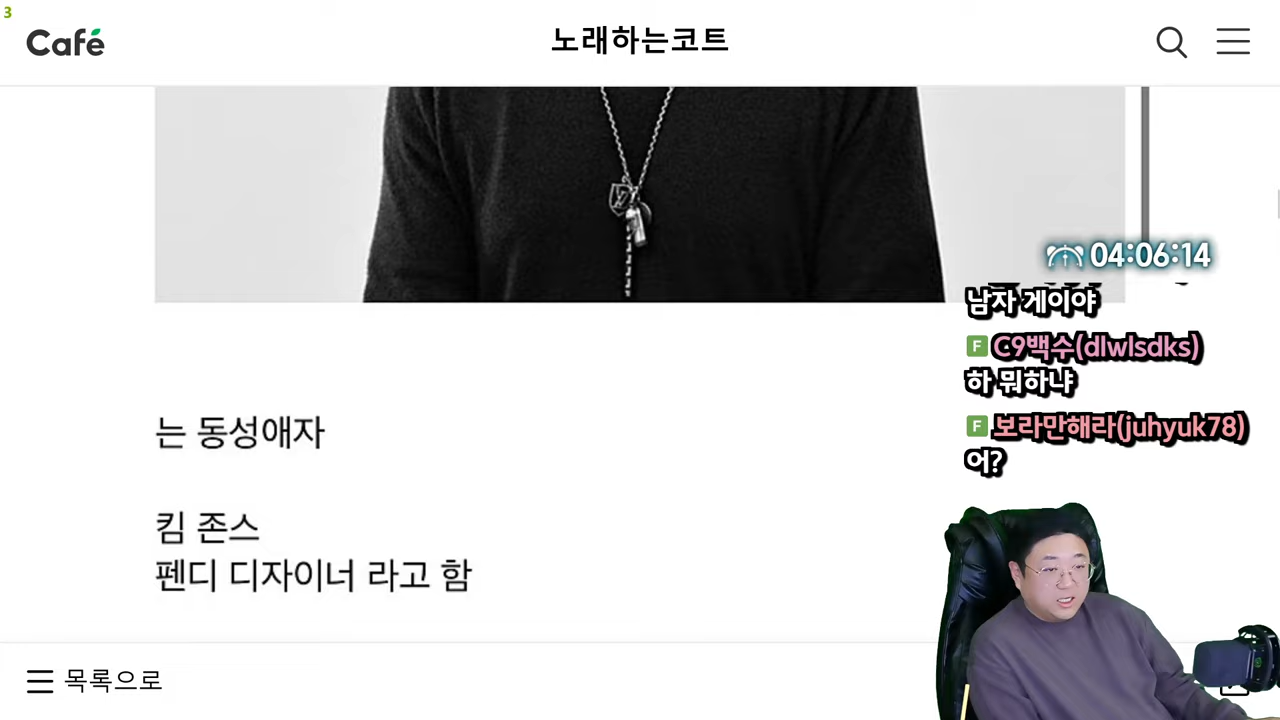 3
Café
노래하는코트
04:06:14
남자 게이야
F C9백수(dlwlsdks)
하 뭐하냐
F 보라만해라(juhyuk78)
어?
는 동성애자
킴 존스
펜디 디자이너 라고 함
목록으로